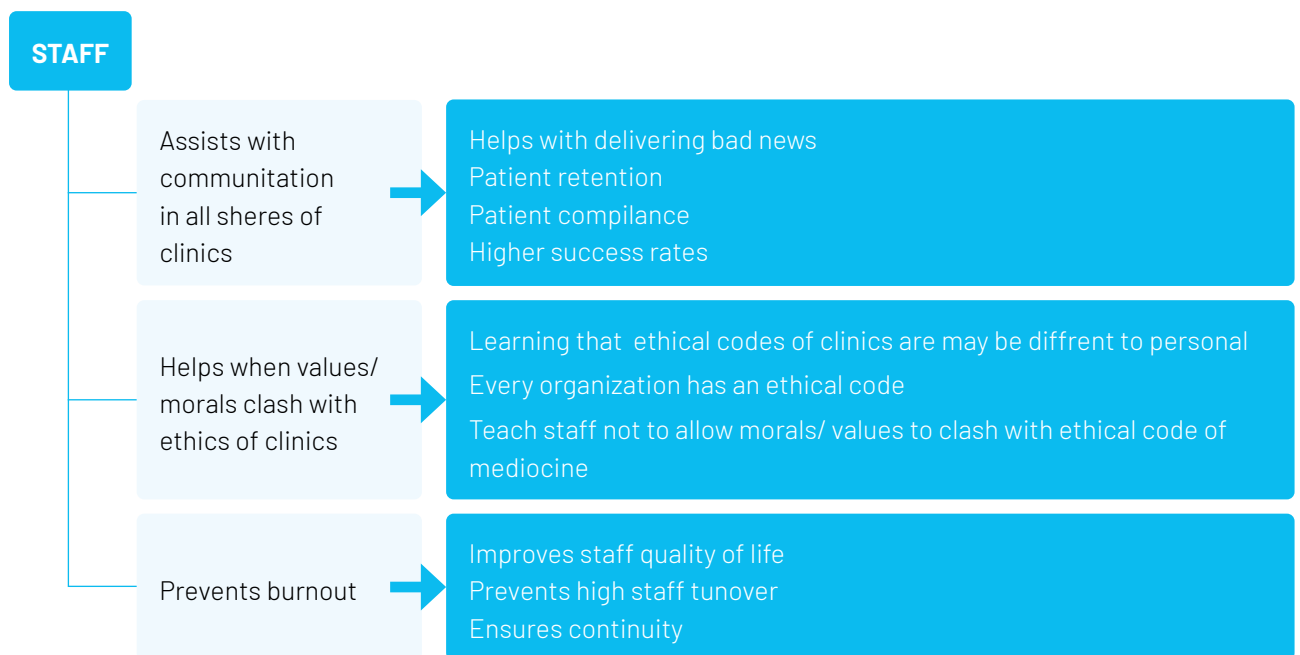 STAFF
Assists with
communitation
in all sheres of
clinics
Helps with delivering bad news
Patient retention
Patient compilance
Higher success rates
Helps when values/
morals clash with
ethics of clinics
Learning that  ethical codes of clinics are may be diffrent to personal
Every organization has an ethical code
Teach staff not to allow morals/ values to clash with ethical code of
mediocine
Prevents burnout
Improves staff quality of life
Prevents high staff tunover
Ensures continuity